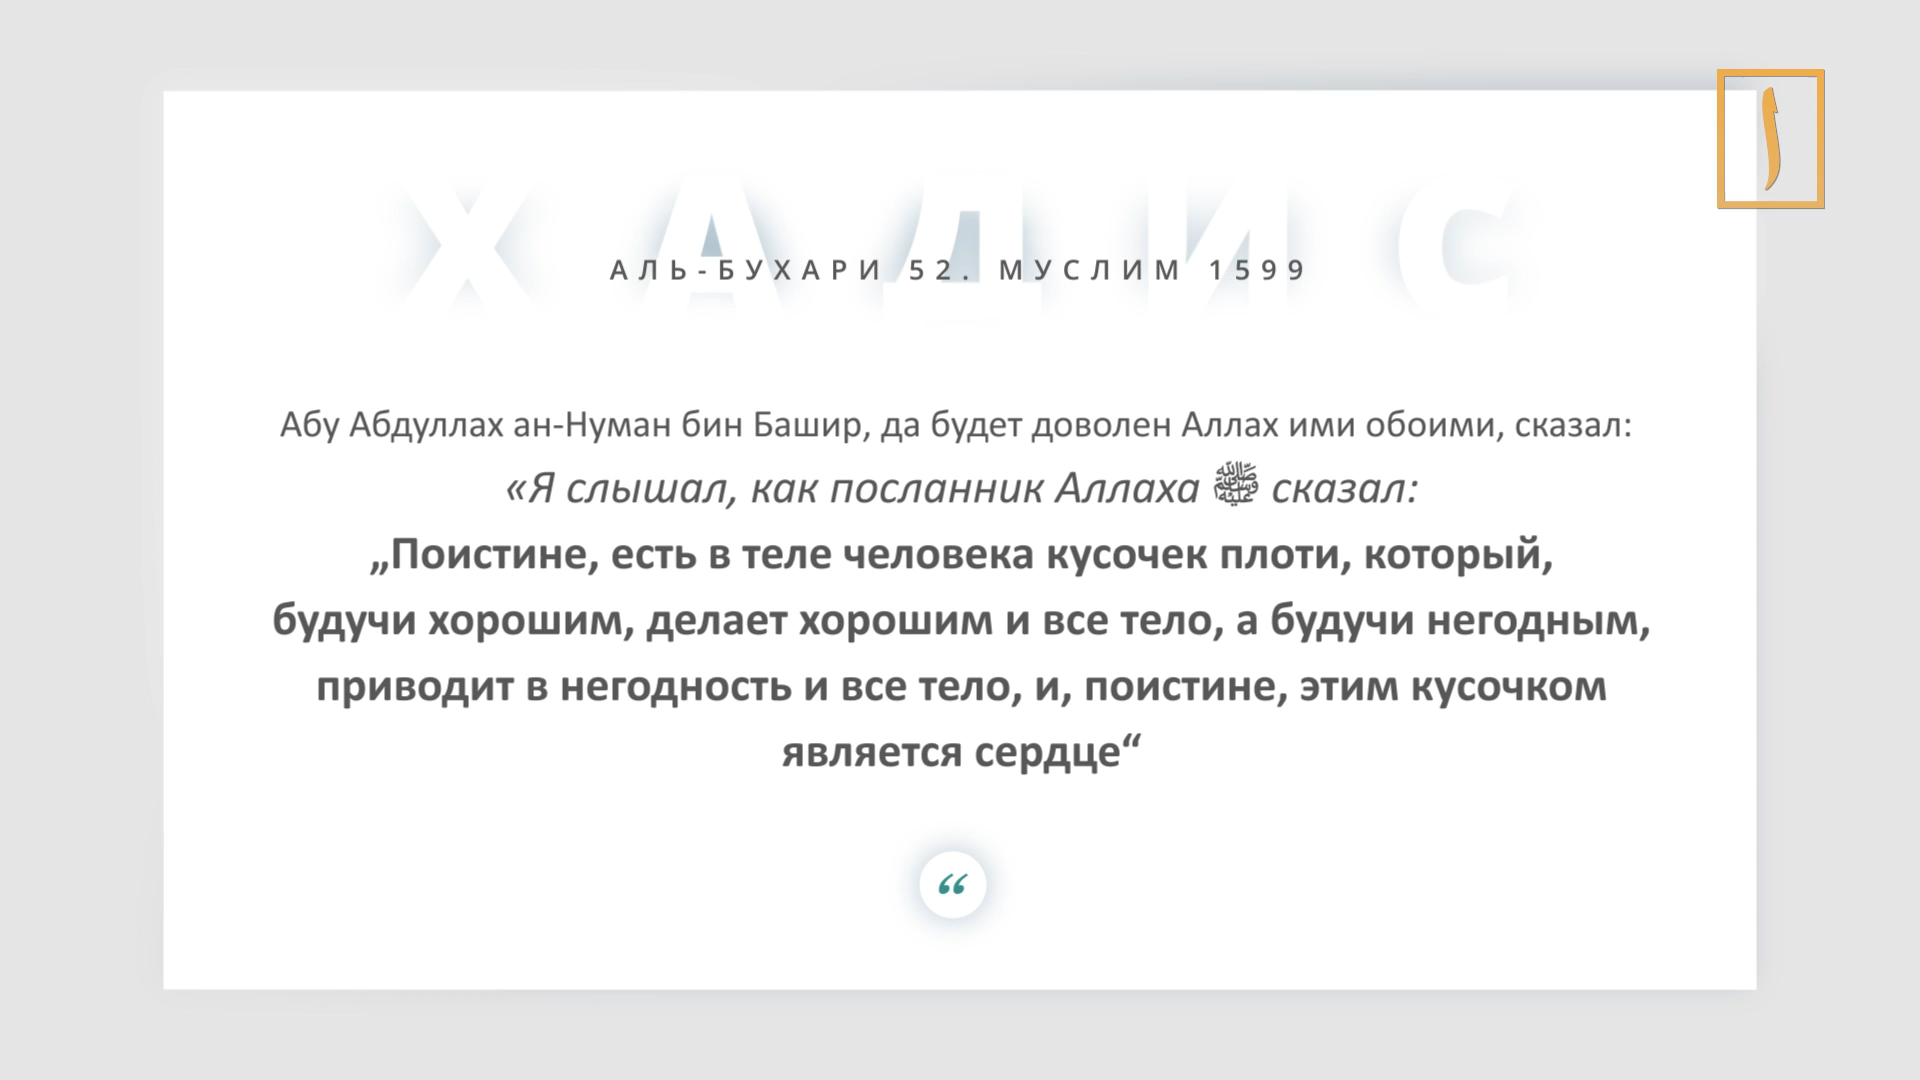 ХАДИС
АЛЬ-БУХАРИ 52. МУСЛИМ 1599
Абу Абдуллах ан-Нуман бин Башир, да будет доволен Аллах ими обоими, сказал:
«Я слышал, как посланник Аллаха ﷺ сказал:
„Поистине, есть в теле человека кусочек плоти, который,
будучи хорошим, делает хорошим и все тело, а будучи негодным,
приводит в негодность и все тело, и, поистине, этим кусочком
является сердце“
“